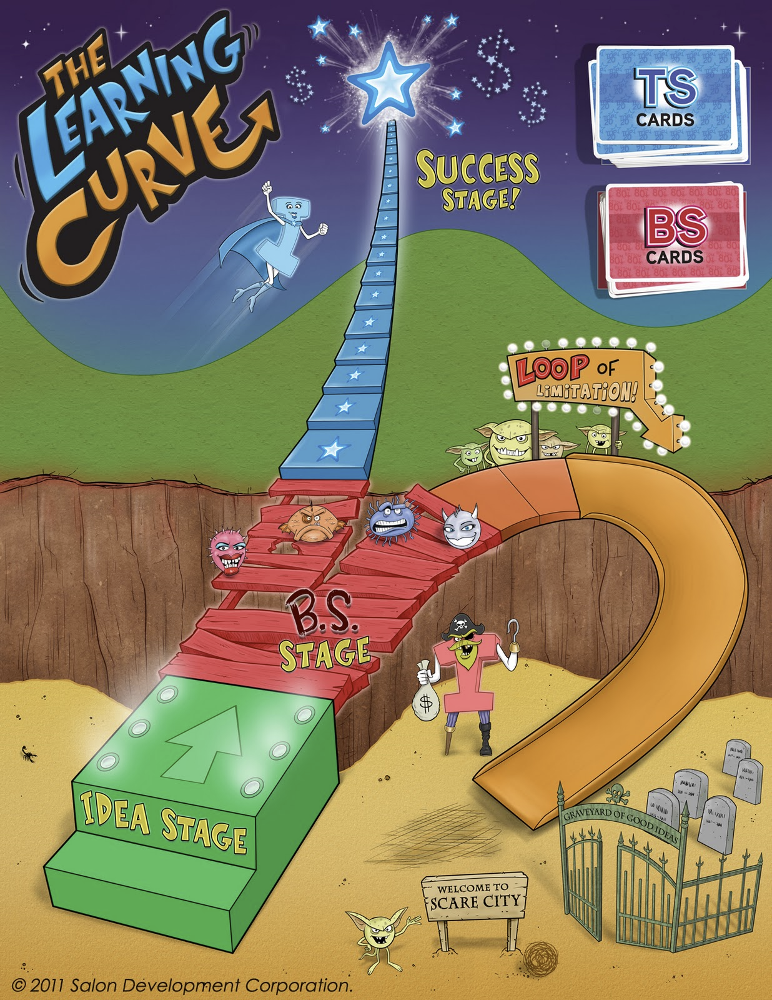 THE
LEARNING
CURVE
TS
CARDS
SUCCESS
STAGE!
BS
CARDS
LOOP OF
LIMITATION!
B.S.
STAGE
$
IDEA STAGE
GRAVEYARD OF GOOD IDEAS
WELCOME TO
SCARE CITY
© 2011 Salon Development Corporation.